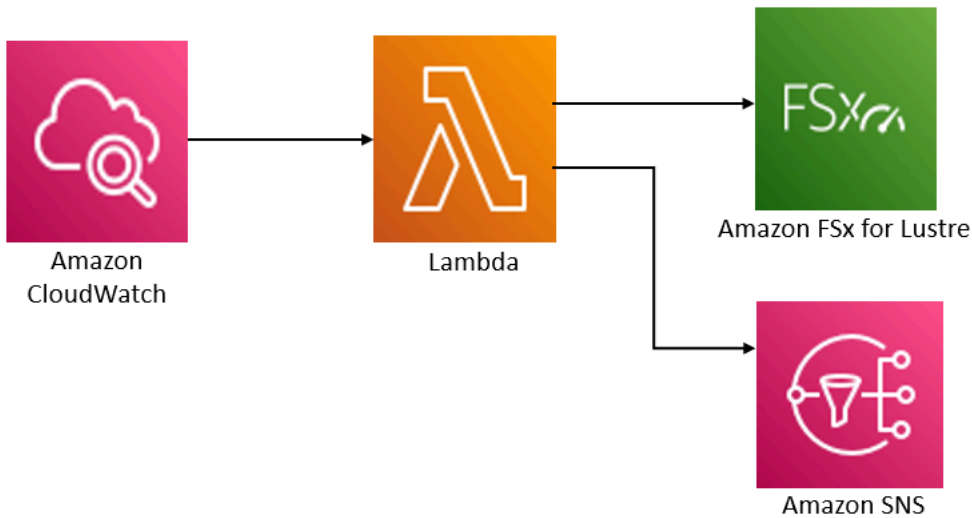 FSx
Amazon FSx for Lustre
Amazon
CloudWatch
Lambda
Amazon SNS